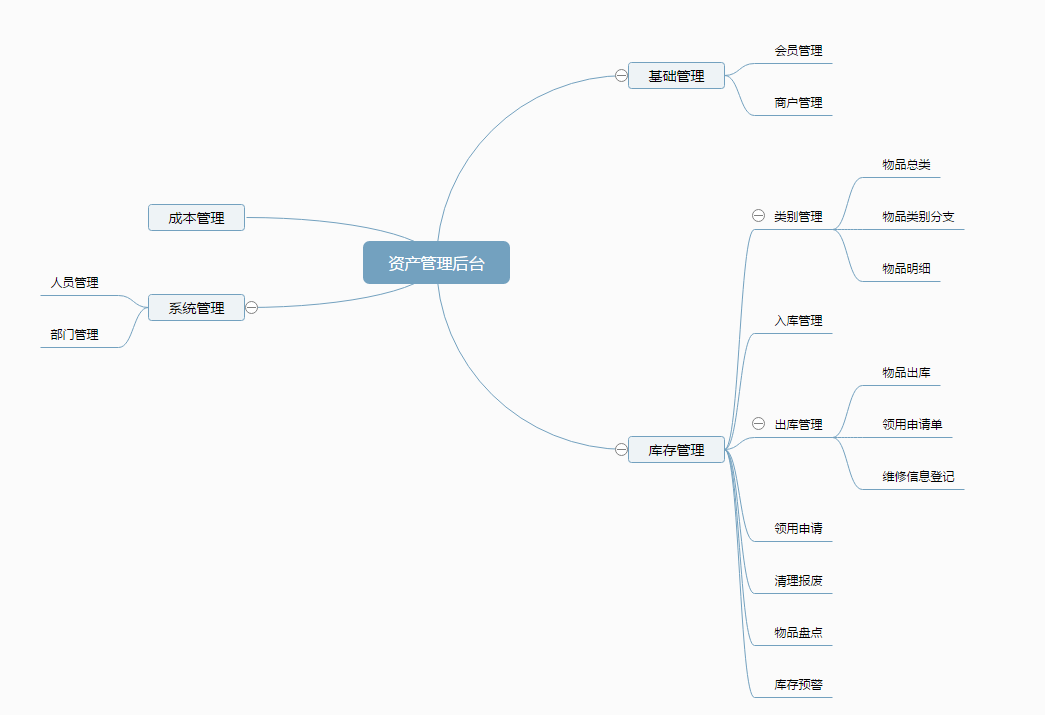 资产管理后台
基础管理
会员管理
商户管理
库存管理
类别管理
物品总类
物品类别分支
物品明细
入库管理
出库管理
物品出库
领用申请单
维修信息登记
领用申请
清理报废
物品盘点
库存预警
成本管理
系统管理
人员管理
部门管理